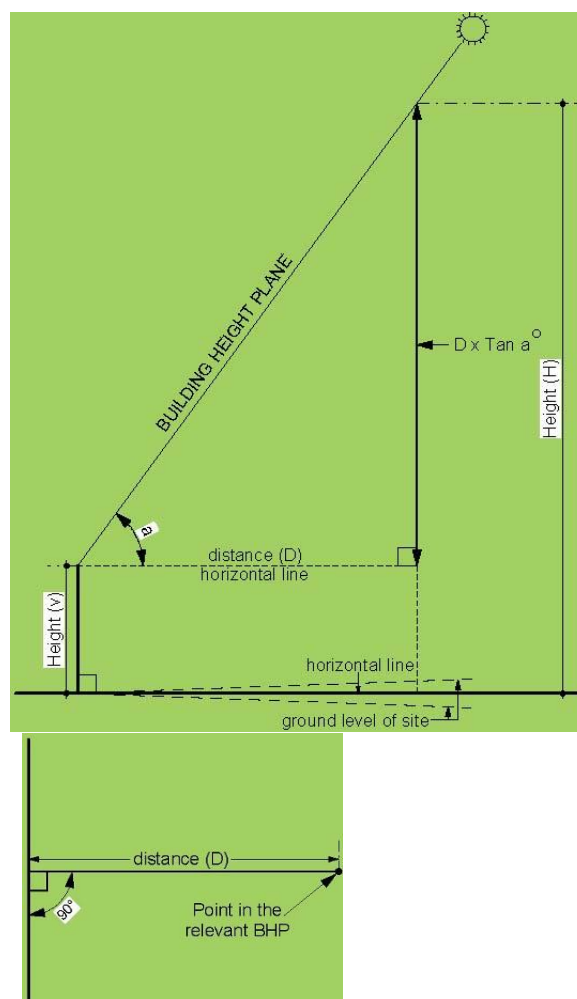 BUILDING HEIGHT PLANE
D x Tan a°
Height (H)
a
distance (D)
horizontal line
Height (v)
horizontal line
ground level of site
distance (D)
90°
Point in the
relevant BHP